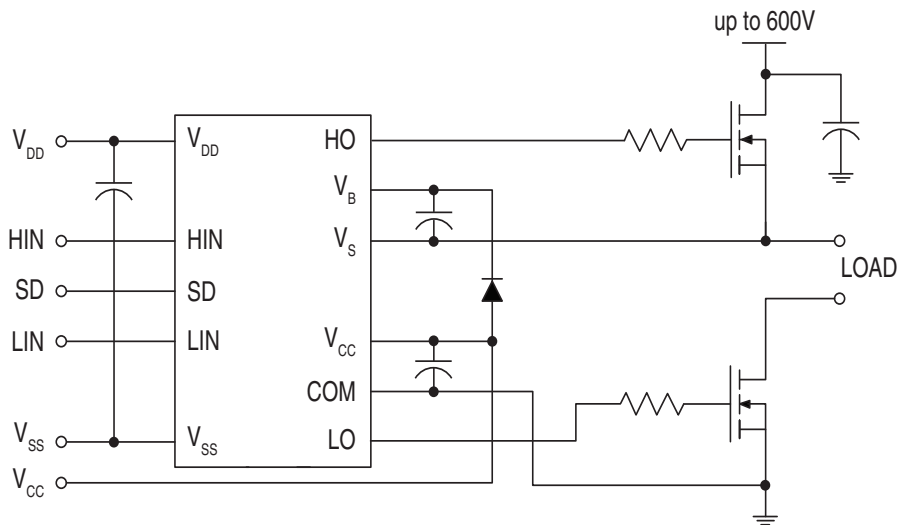 up to 600V
V_DD
V_DD
HO
V_B
HIN
HIN
V_S
LOAD
SD
SD
LIN
LIN
V_CC
COM
V_SS
V_SS
LO
V_CC